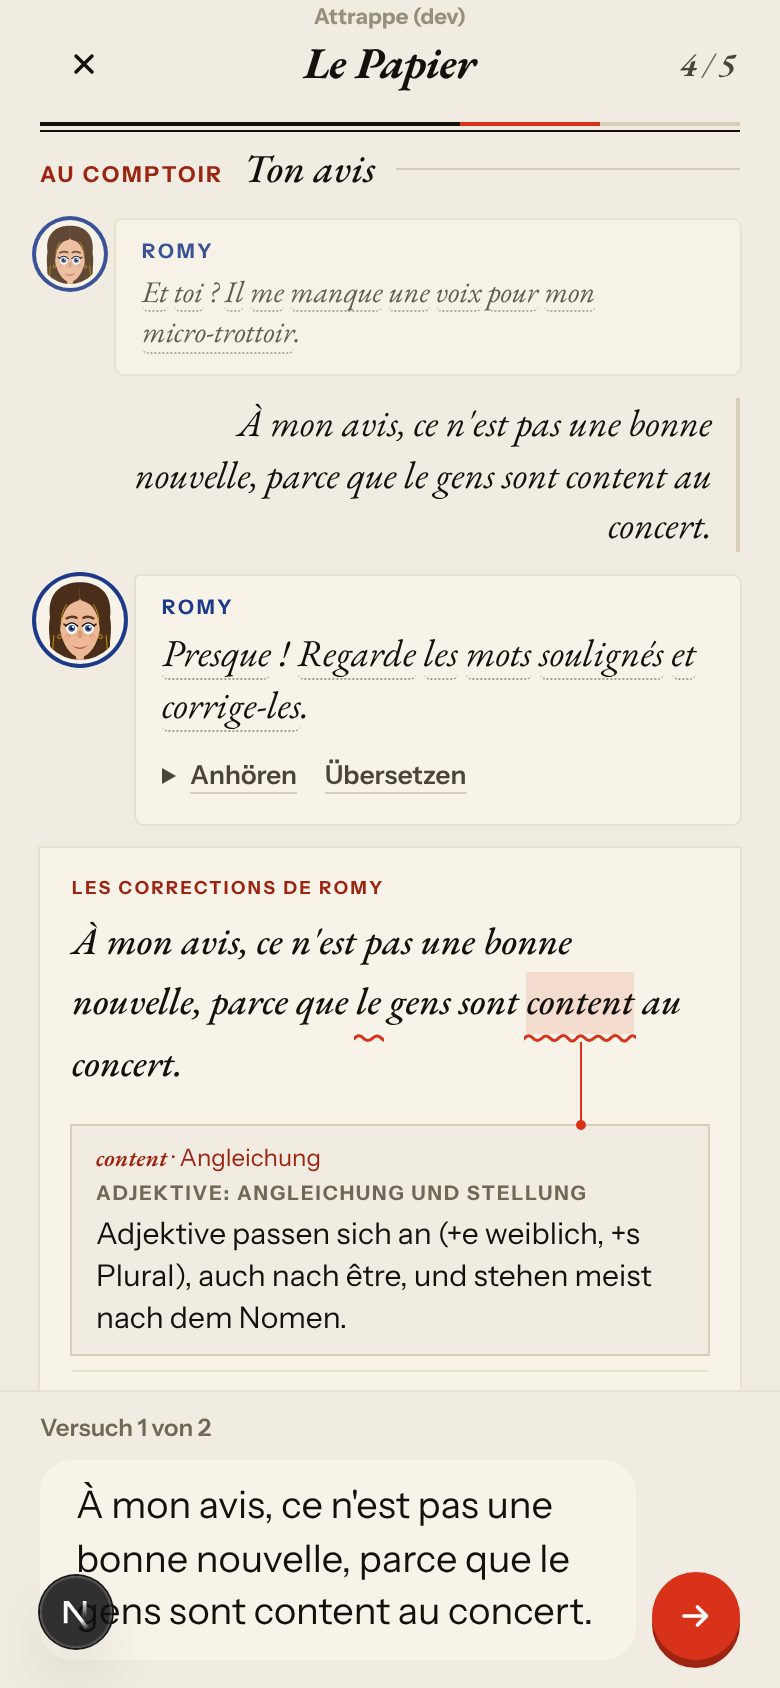 Attrappe (dev)
Le Papier
4 / 5
AU COMPTOIR Ton avis
ROMY
Et toi ? Il me manque une voix pour mon
micro-trottoir.
À mon avis, ce n'est pas une bonne
nouvelle, parce que le gens sont content au
concert.
ROMY
Presque ! Regarde les mots soulignés et
corrige-les.
Anhören Übersetzen
LES CORRECTIONS DE ROMY
À mon avis, ce n'est pas une bonne
nouvelle, parce que le gens sont content au
concert.
content · Angleichung
ADJEKTIVE: ANGLEICHUNG UND STELLUNG
Adjektive passen sich an (+e weiblich, +s
Plural), auch nach être, und stehen meist
nach dem Nomen.
Versuch 1 von 2
À mon avis, ce n'est pas une
bonne nouvelle, parce que le
gens sont content au concert.
N